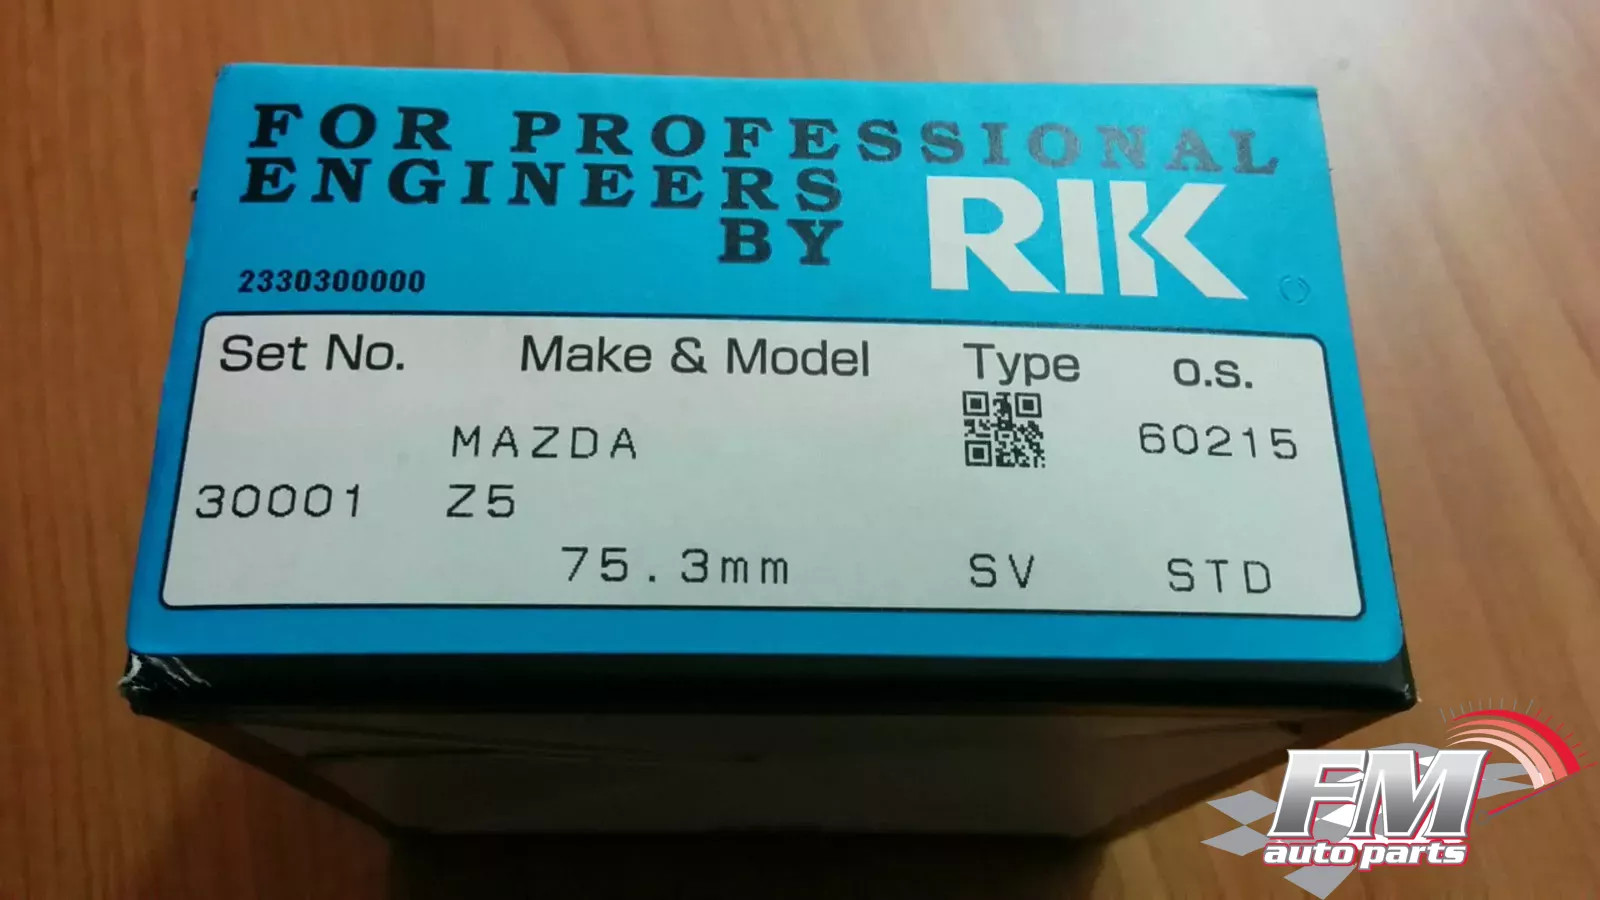 FOR PROFESSIONAL
ENGINEERS
BY RIK
2330300000
Set No. Make & Model Type o.s.
MAZDA 60215
30001 Z5
75.3mm SV STD
FM
auto parts